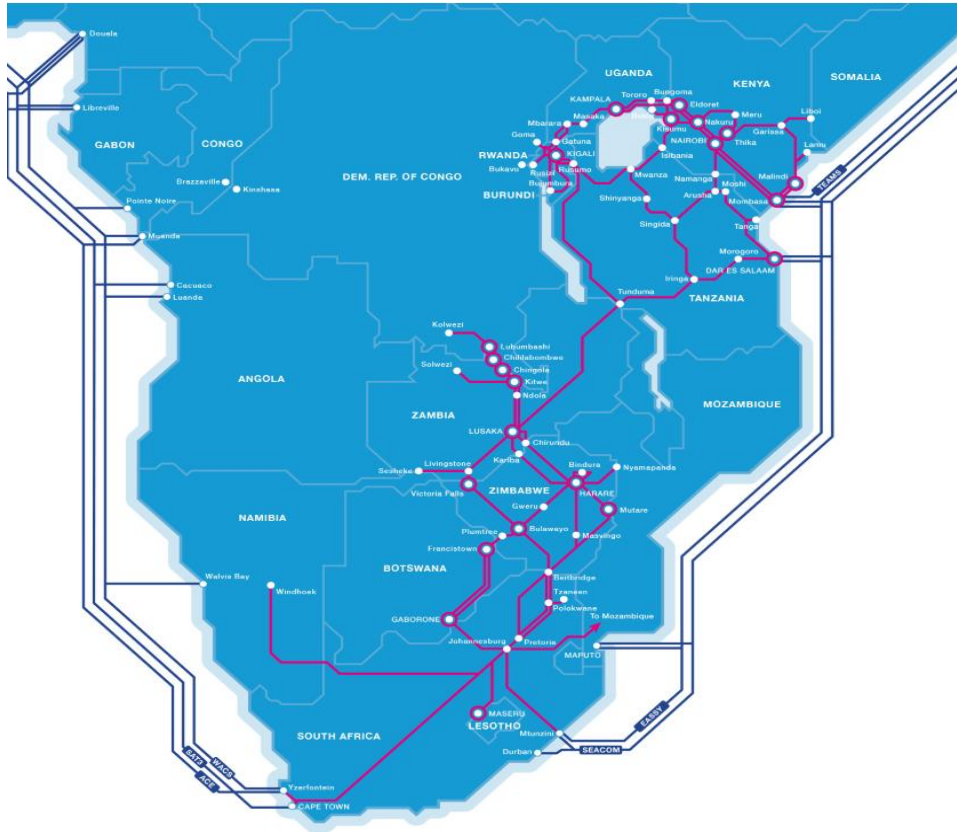 Douela
Libreville
GABON
CONGO
Brazzaville
Kinshasa
Pointe Noire
Muanda
Cacuaco
Luanda
DEM. REP. OF CONGO
UGANDA
KENYA
SOMALIA
KAMPALA
Tororo
Bungoma
Eldoret
Kisumu
Nakuru
Meru
Liboi
Garissa
Thika
NAIROBI
Lamu
Malindi
Mombasa
TEAMS
Masaka
Mbarara
Goma
Gatuna
RWANDA
KIGALI
Bukavu
Rusizi
Rusumo
Bujumbura
BURUNDI
Isibania
Mwanza
Namanga
Moshi
Arusha
Shinyanga
Singida
Tanga
Morogoro
DAR ES SALAAM
Iringa
TANZANIA
Tunduma
Kolwezi
Lubumbashi
Chililabombwe
Chingola
Solwezi
Kitwe
Ndola
ANGOLA
ZAMBIA
MOZAMBIQUE
LUSAKA
Chirundu
Kariba
Livingstone
Sesheke
Victoria Falls
ZIMBABWE
Bindura
Nyamapanda
HARARE
Gweru
Mutare
Bulawayo
Masvingo
Plumtree
Francistown
NAMIBIA
BOTSWANA
Walvis Bay
Windhoek
Beitbridge
Tzaneen
Polokwane
To Mozambique
GABORONE
Johannesburg
Pretoria
MAPUTO
MASERU
LESOTHO
SOUTH AFRICA
Mtunzini
Durban
EASSY
SEACOM
WACS
SAT3
ACE
Yzerfontein
CAPE TOWN